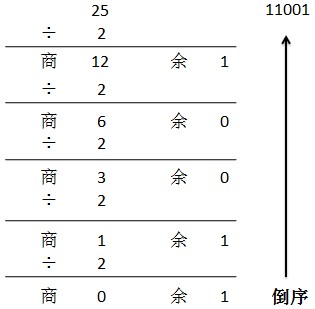 25 11001
÷ 2
商 12 余 1
÷ 2
商 6 余 0
÷ 2
商 3 余 0
÷ 2
商 1 余 1
÷ 2
商 0 余 1 倒序